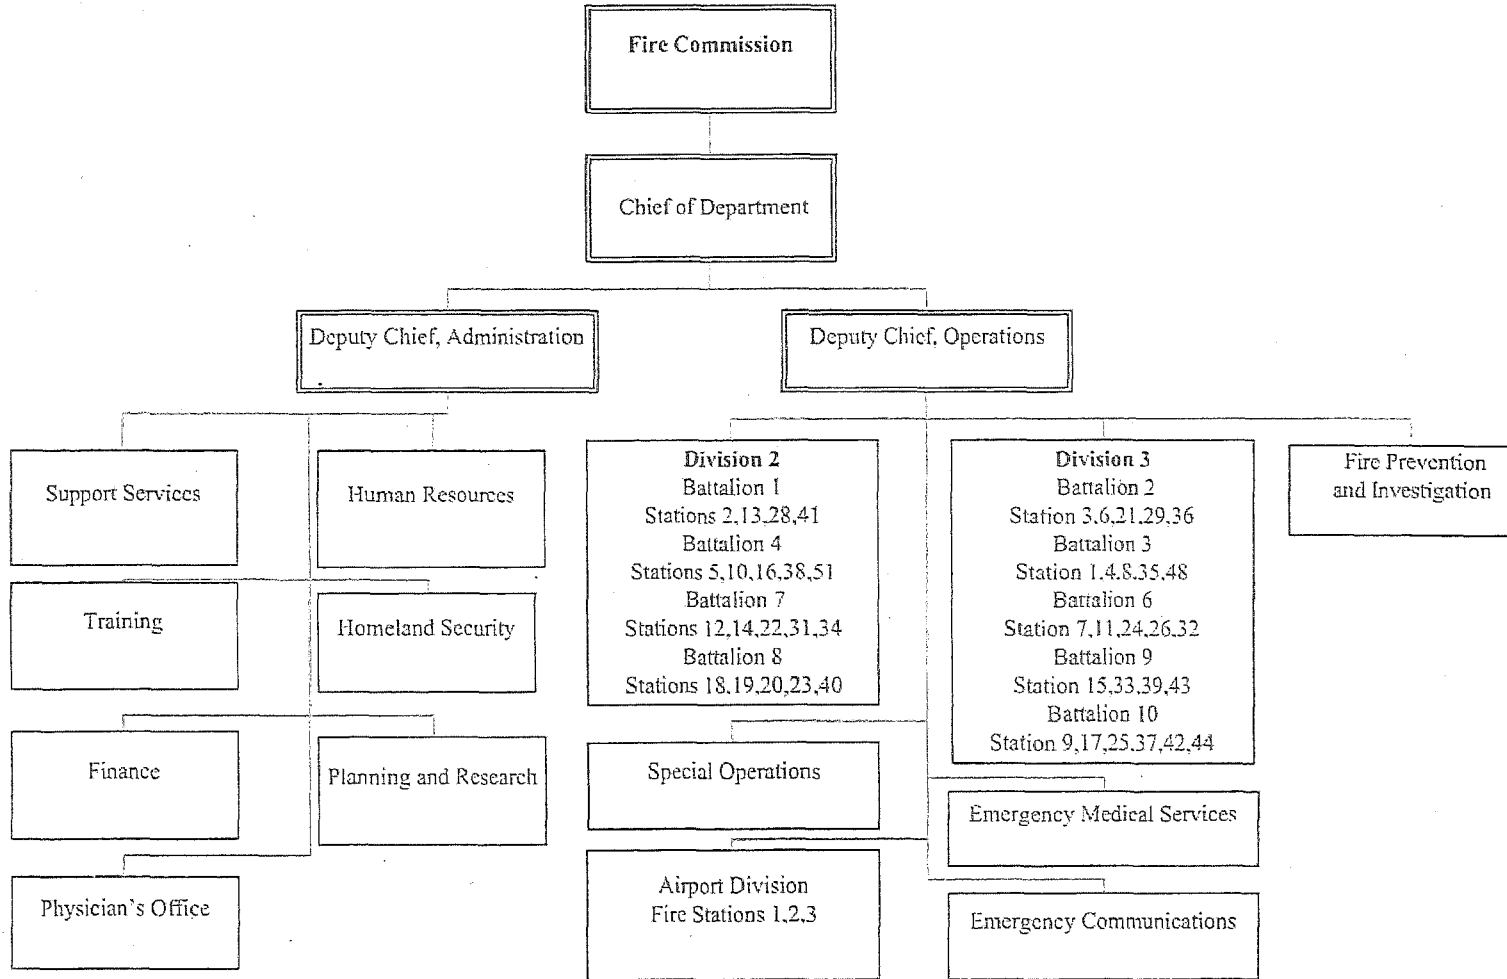 Fire Commission
Chief of Department
Deputy Chief, Administration
Deputy Chief, Operations
Support Services
Human Resources
Training
Homeland Security
Finance
Planning and Research
Physician's Office
Division 2
Battalion 1
Stations 2,13,28,41
Battalion 4
Stations 5,10,16,38,51
Battalion 7
Stations 12,14,22,31,34
Battalion 8
Stations 18,19,20,23,40
Division 3
Battalion 2
Station 3,6,21,29,36
Battalion 3
Station 1,4,8,35,48
Battalion 6
Station 7,11,24,26,32
Battalion 9
Station 15,33,39,43
Battalion 10
Station 9,17,25,37,42,44
Fire Prevention
and Investigation
Special Operations
Emergency Medical Services
Airport Division
Fire Stations 1,2,3
Emergency Communications